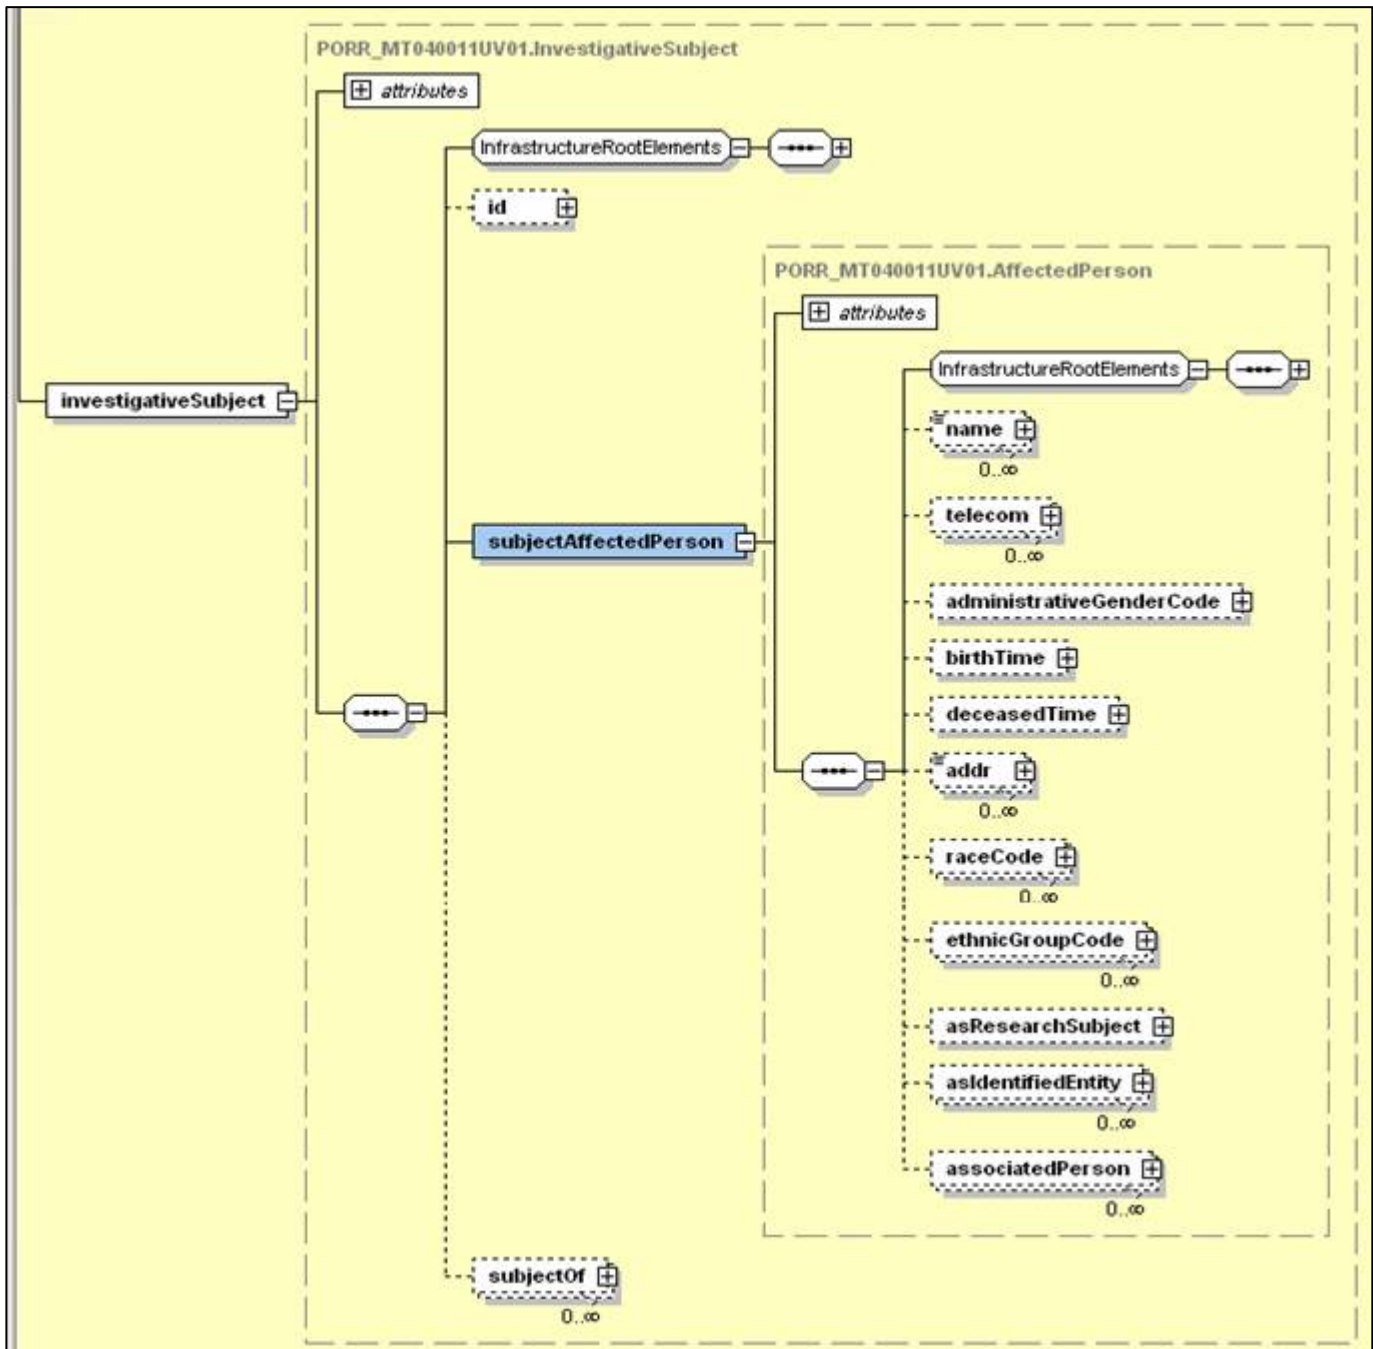 PORR_MT040011UV01.InvestigativeSubject
attributes
InfrastructureRootElements
id
PORR_MT040011UV01.AffectedPerson
attributes
InfrastructureRootElements
investigativeSubject
name
0..∞
telecom
0..∞
subjectAffectedPerson
administrativeGenderCode
birthTime
deceasedTime
addr
0..∞
raceCode
0..∞
ethnicGroupCode
0..∞
asResearchSubject
asIdentifiedEntity
0..∞
associatedPerson
0..∞
subjectOf
0..∞